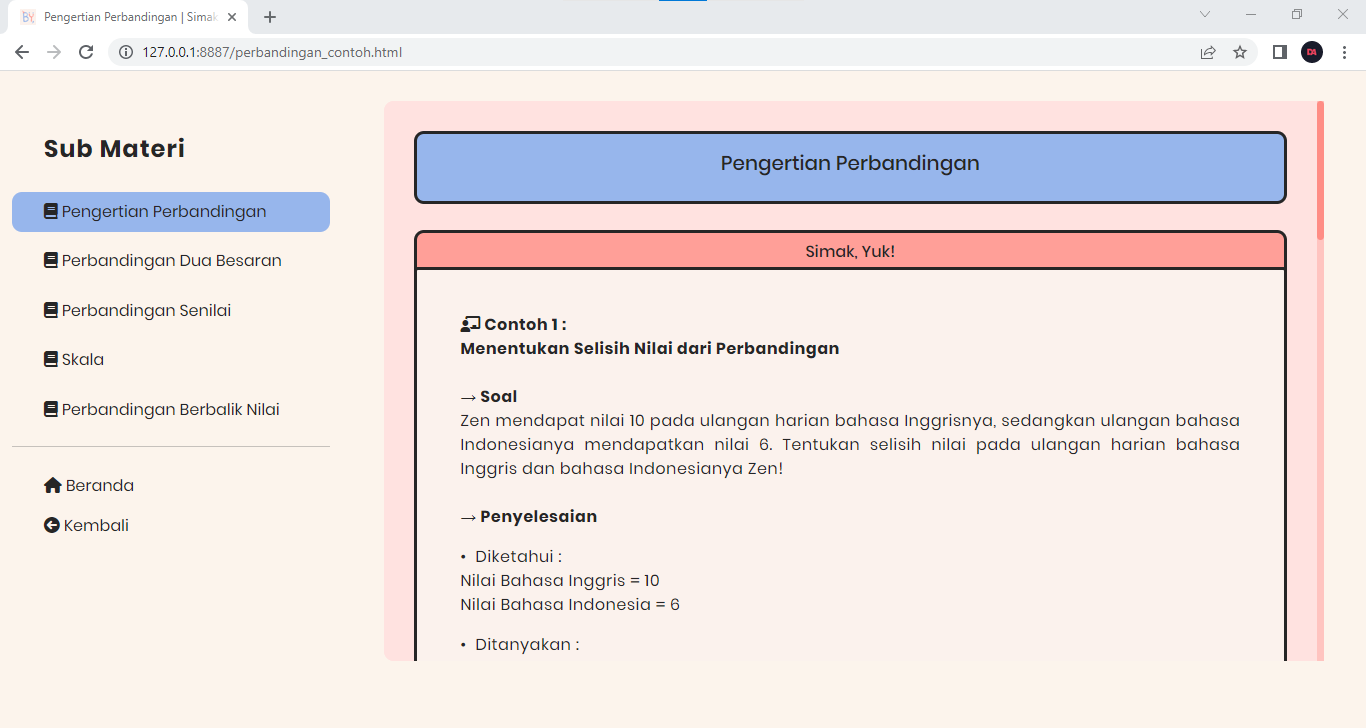 Pengertian Perbandingan | Simak
127.0.0.1:8887/perbandingan_contoh.html
Sub Materi
Pengertian Perbandingan
Perbandingan Dua Besaran
Perbandingan Senilai
Skala
Perbandingan Berbalik Nilai
Beranda
Kembali
Pengertian Perbandingan
Simak, Yuk!
Contoh 1 :
Menentukan Selisih Nilai dari Perbandingan
→ Soal
Zen mendapat nilai 10 pada ulangan harian bahasa Inggrisnya, sedangkan ulangan bahasa
Indonesianya mendapatkan nilai 6. Tentukan selisih nilai pada ulangan harian bahasa
Inggris dan bahasa Indonesianya Zen!
→ Penyelesaian
• Diketahui :
Nilai Bahasa Inggris = 10
Nilai Bahasa Indonesia = 6
• Ditanyakan :